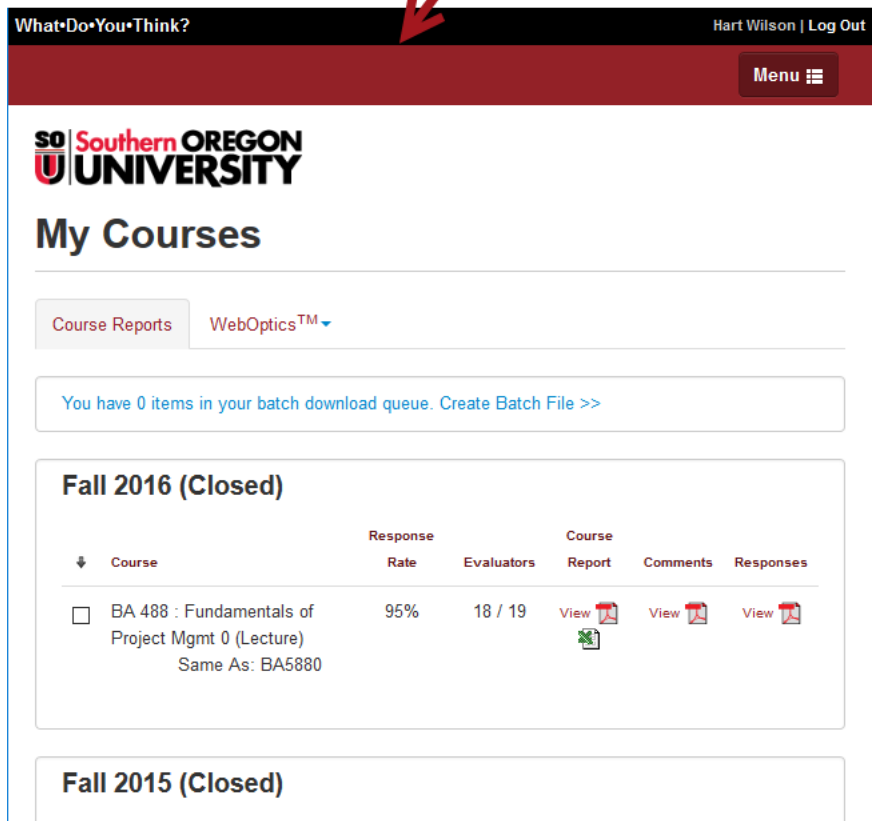 What•Do•You•Think?
Hart Wilson | Log Out
Menu
SO Southern OREGON
U UNIVERSITY
My Courses
Course Reports WebOptics™
You have 0 items in your batch download queue. Create Batch File >>
Fall 2016 (Closed)
Course Response Rate Evaluators Course Report Comments Responses
BA 488 : Fundamentals of 95% 18 / 19 View View View
Project Mgmt 0 (Lecture)
Same As: BA5880
Fall 2015 (Closed)